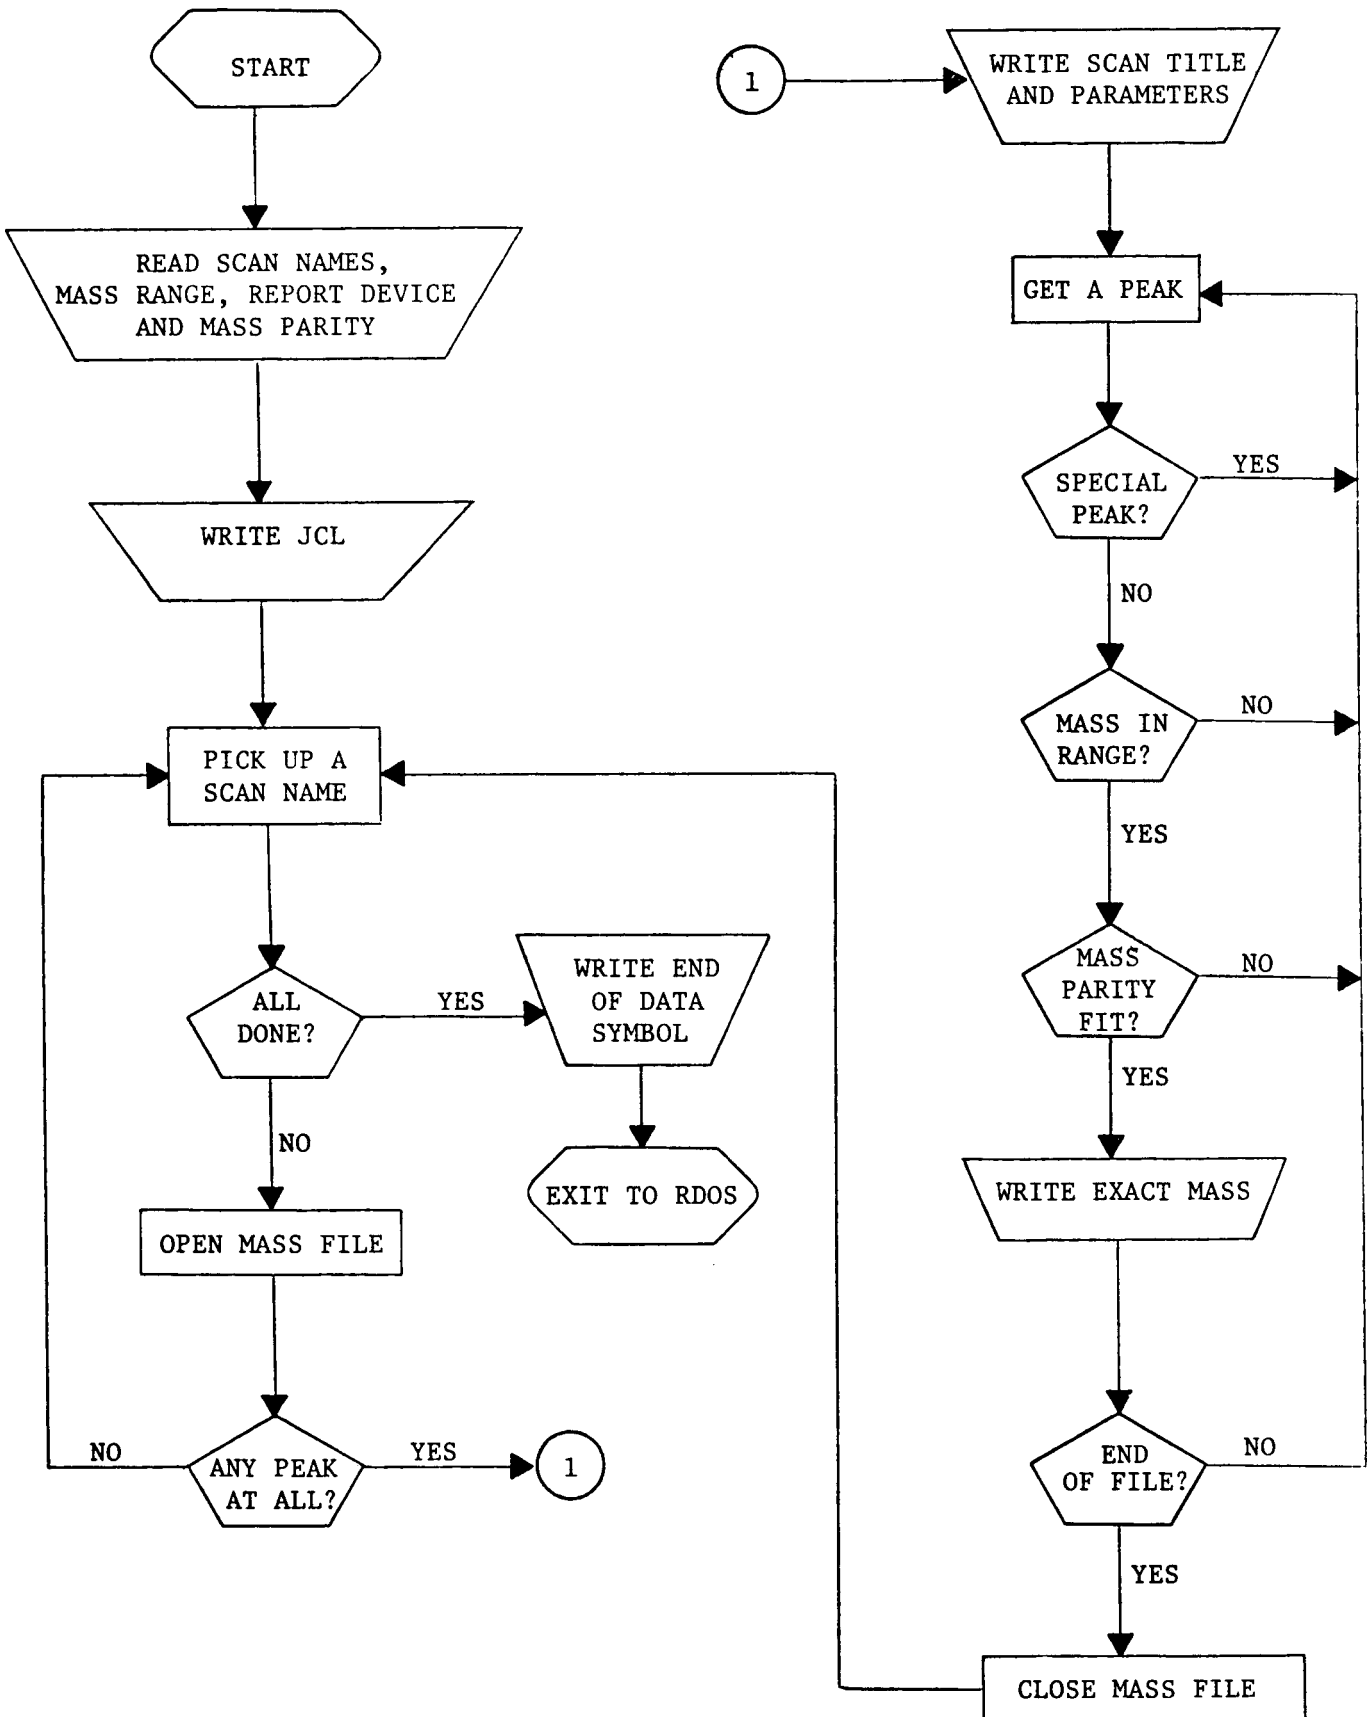 START
READ SCAN NAMES,
MASS RANGE, REPORT DEVICE
AND MASS PARITY
WRITE JCL
PICK UP A
SCAN NAME
ALL
DONE?
YES
WRITE END
OF DATA
SYMBOL
EXIT TO RDOS
NO
OPEN MASS FILE
ANY PEAK
AT ALL?
NO
YES
1
1
WRITE SCAN TITLE
AND PARAMETERS
GET A PEAK
SPECIAL
PEAK?
YES
NO
MASS IN
RANGE?
NO
YES
MASS
PARITY
FIT?
NO
YES
WRITE EXACT MASS
END
OF FILE?
NO
YES
CLOSE MASS FILE